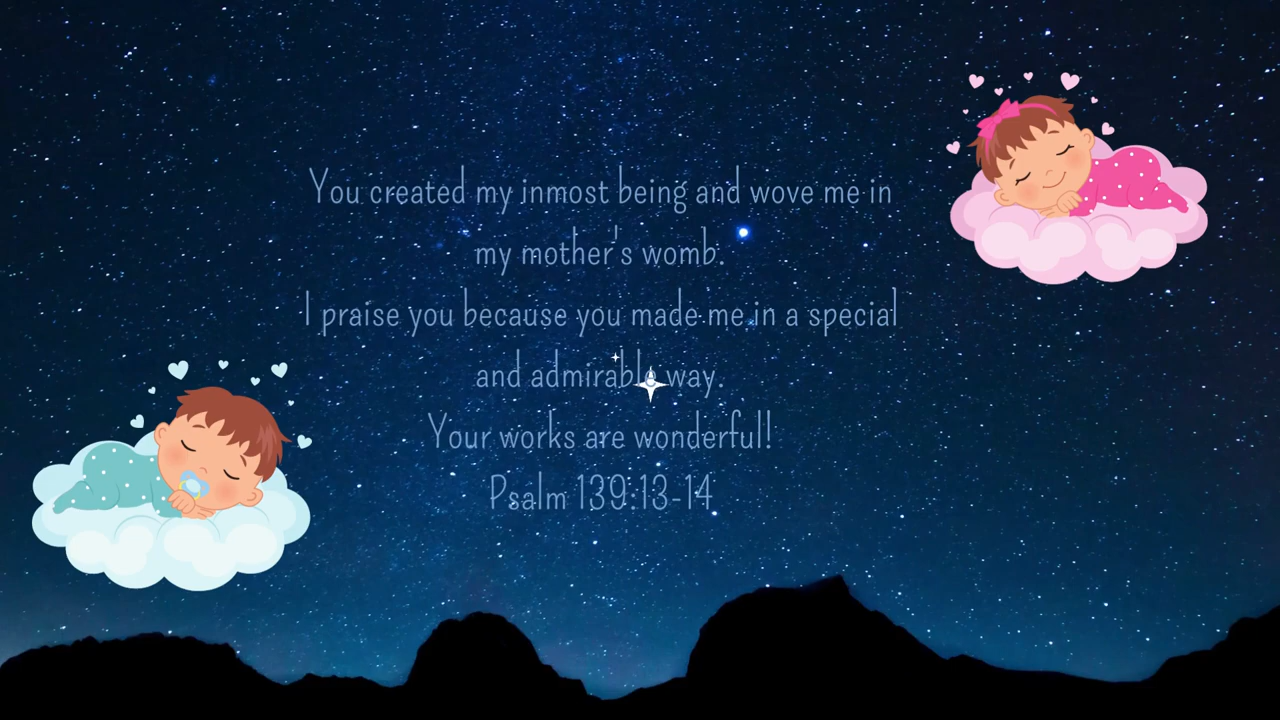 You created my inmost being and wove me in
my mother's womb.
I praise you because you made me in a special
and admirable way.
Your works are wonderful!
Psalm 139:13-14